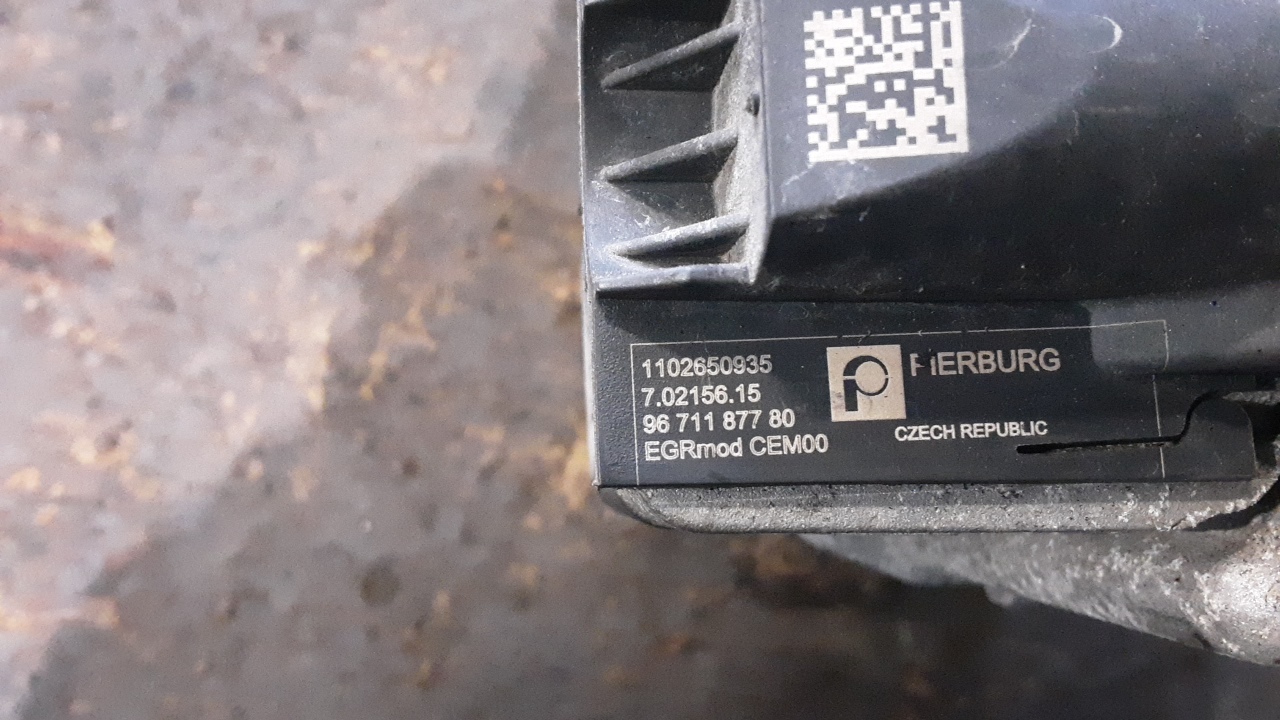 1102650935
7.02156.15
96 711 877 80
EGRmod CEM00
PIERBURG
CZECH REPUBLIC